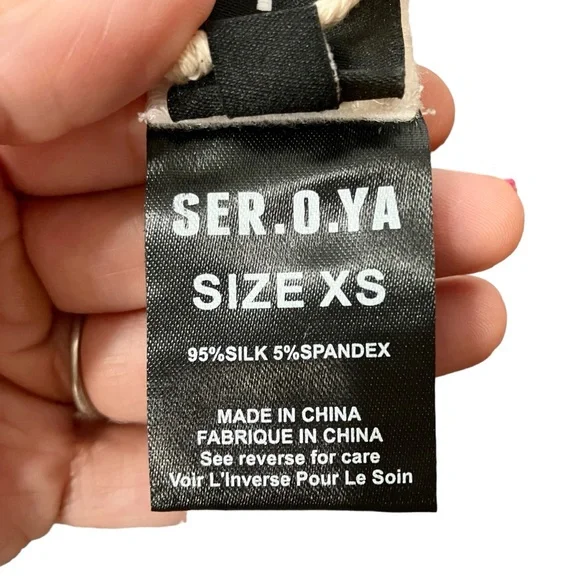 SER.O.YA
SIZE XS
95%SILK 5%SPANDEX
MADE IN CHINA
FABRIQUE IN CHINA
See reverse for care
Voir L'Inverse Pour Le Soin